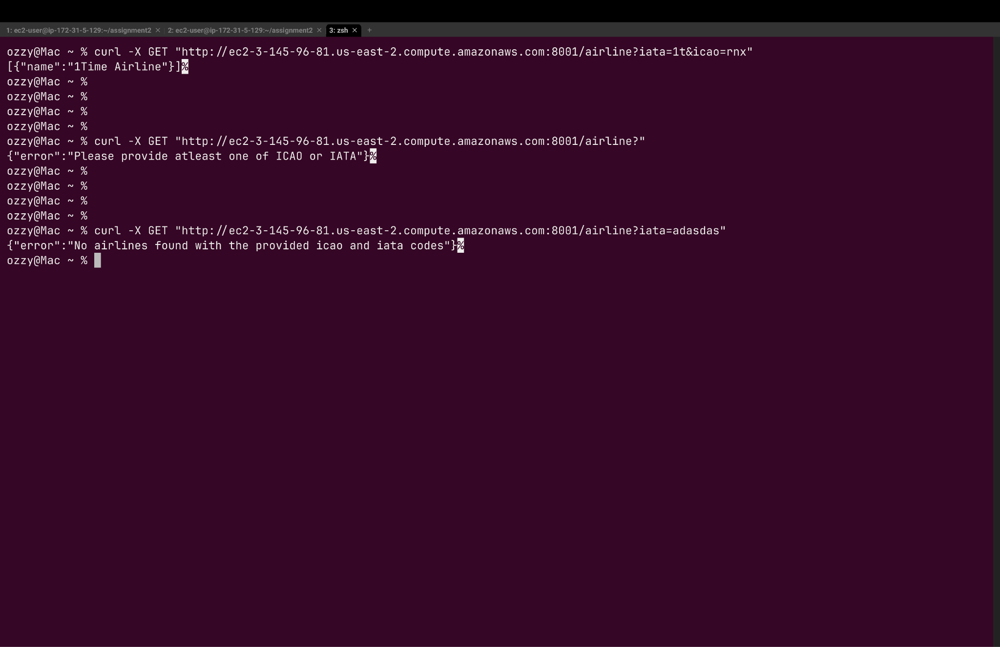 1: ec2-user@ip-172-31-5-129:~/assignment2 × 2: ec2-user@ip-172-31-5-129:~/assignment2 × 3: zsh × +
ozzy@Mac ~ % curl -X GET "http://ec2-3-145-96-81.us-east-2.compute.amazonaws.com:8001/airline?iata=1t&icao=rnx"
[{"name":"1Time Airline"}]%
ozzy@Mac ~ %
ozzy@Mac ~ %
ozzy@Mac ~ %
ozzy@Mac ~ %
ozzy@Mac ~ % curl -X GET "http://ec2-3-145-96-81.us-east-2.compute.amazonaws.com:8001/airline?"
{"error":"Please provide atleast one of ICAO or IATA"}%
ozzy@Mac ~ %
ozzy@Mac ~ %
ozzy@Mac ~ %
ozzy@Mac ~ %
ozzy@Mac ~ % curl -X GET "http://ec2-3-145-96-81.us-east-2.compute.amazonaws.com:8001/airline?iata=adasdas"
{"error":"No airlines found with the provided icao and iata codes"}%
ozzy@Mac ~ %